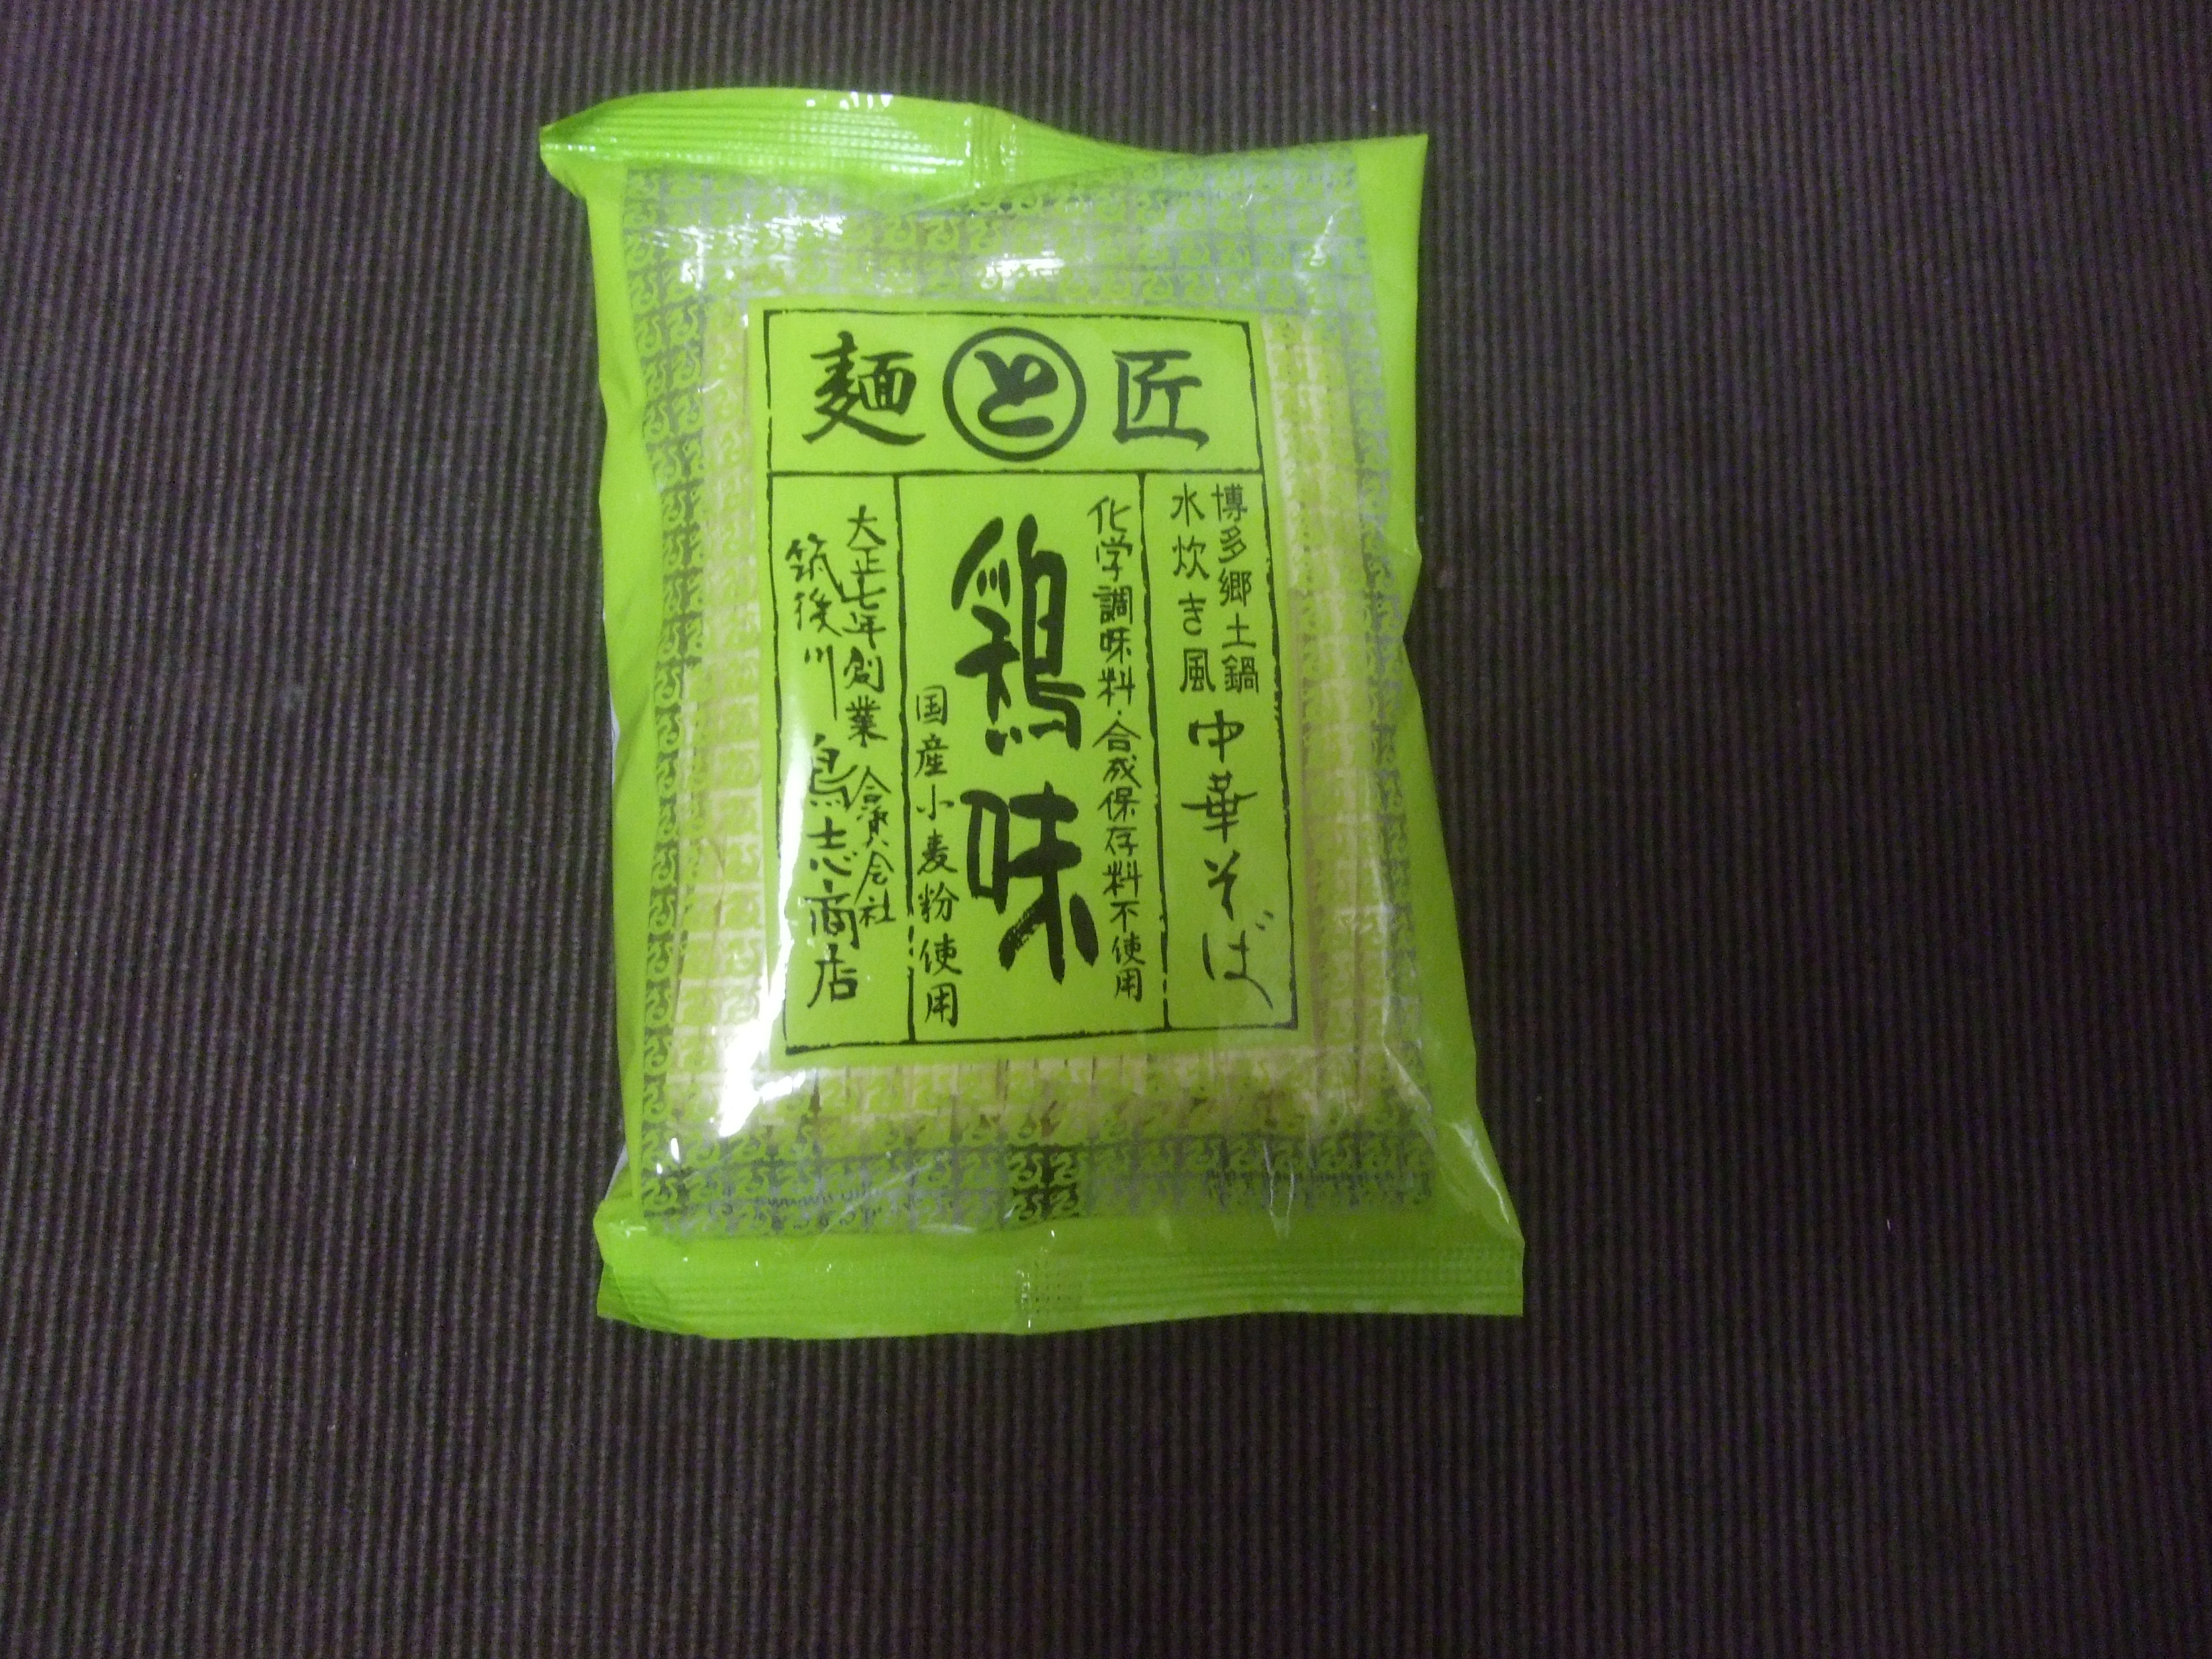 麺 と 匠
博多郷土鍋
水炊き風 中華そば
化学調味料・合成保存料不使用
鶏味
国産小麦粉使用
大正七年創業 合資会社
筑後川 鳥志商店